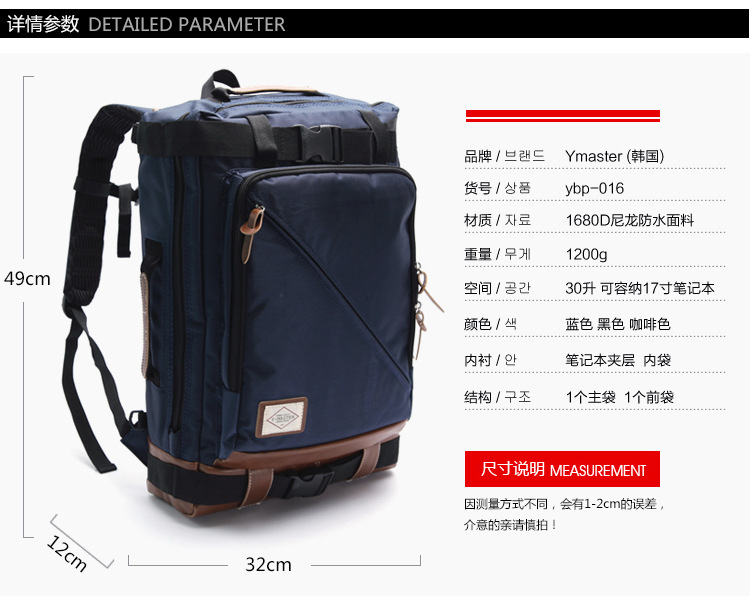 详情参数 DETAILED PARAMETER
品牌 / 브랜드 Ymaster (韩国)
货号 / 상품 ybp-016
材质 / 자료 1680D尼龙防水面料
重量 / 무게 1200g
空间 / 공간 30升 可容纳17寸笔记本
颜色 / 색 蓝色 黑色 咖啡色
内衬 / 안 笔记本夹层 内袋
结构 / 구조 1个主袋 1个前袋
尺寸说明 MEASUREMENT
因测量方式不同，会有1-2cm的误差，
介意的亲请慎拍！
49cm
12cm
32cm
Y-MASTER